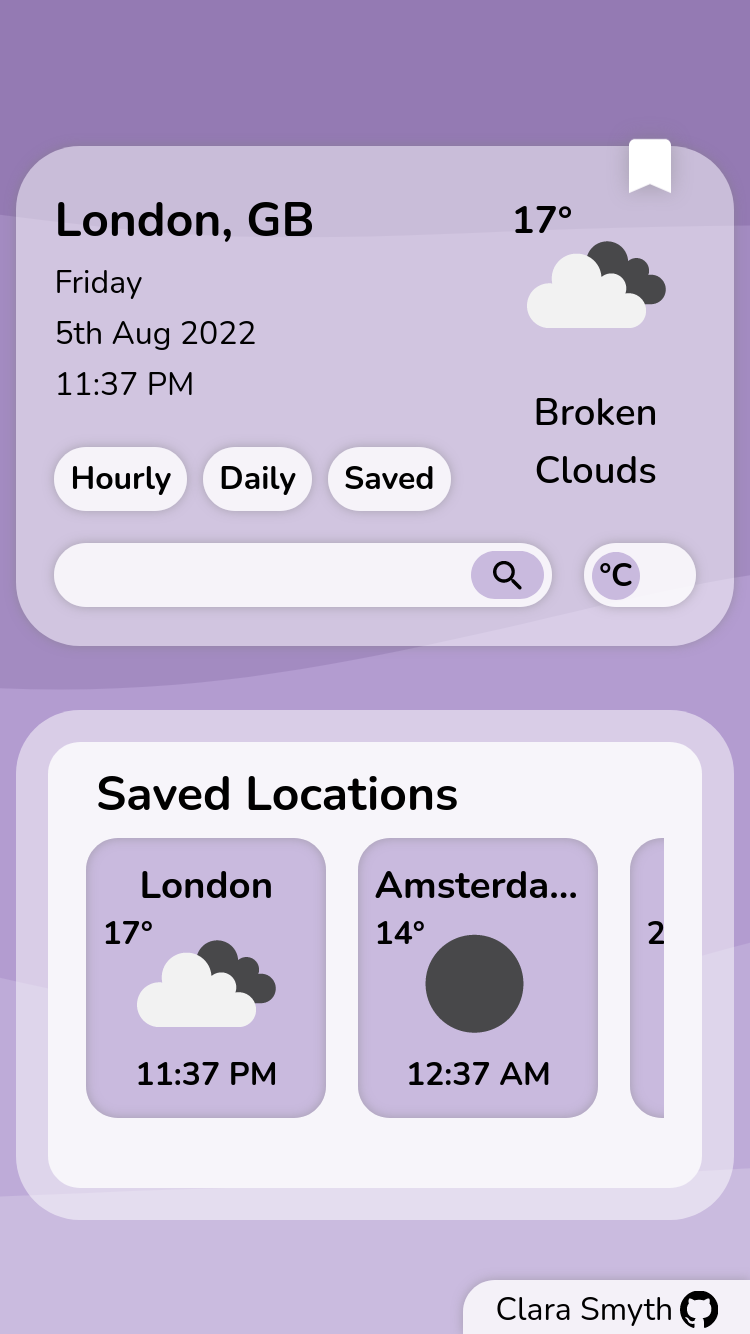 London, GB
17°
Friday
5th Aug 2022
11:37 PM
Broken
Clouds
Hourly
Daily
Saved
°C
Saved Locations
London
17°
11:37 PM
Amsterda...
14°
12:37 AM
Clara Smyth